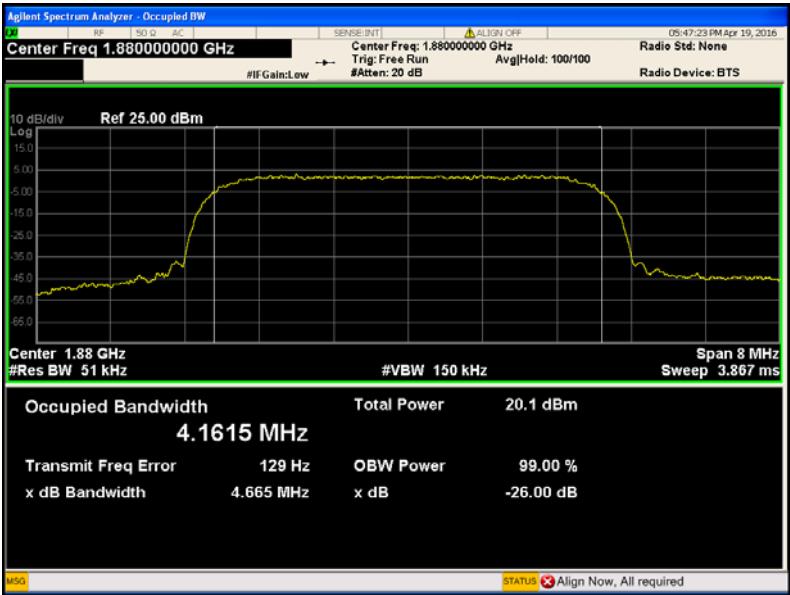 Agilent Spectrum Analyzer - Occupied BW
LXI RF 50 Ω AC SENSE:INT ALIGN OFF 05:47:23 PM Apr 19, 2016
Center Freq 1.880000000 GHz Center Freq: 1.880000000 GHz Radio Std: None
Trig: Free Run Avg|Hold: 100/100
#IFGain:Low #Atten: 20 dB Radio Device: BTS
10 dB/div Ref 25.00 dBm
Log
15.0
5.00
-5.00
-15.0
-25.0
-35.0
-45.0
-55.0
-65.0
Center 1.88 GHz Span 8 MHz
#Res BW 51 kHz #VBW 150 kHz Sweep 3.867 ms
Occupied Bandwidth Total Power 20.1 dBm
4.1615 MHz
Transmit Freq Error 129 Hz OBW Power 99.00 %
x dB Bandwidth 4.665 MHz x dB -26.00 dB
MSG STATUS Align Now, All required